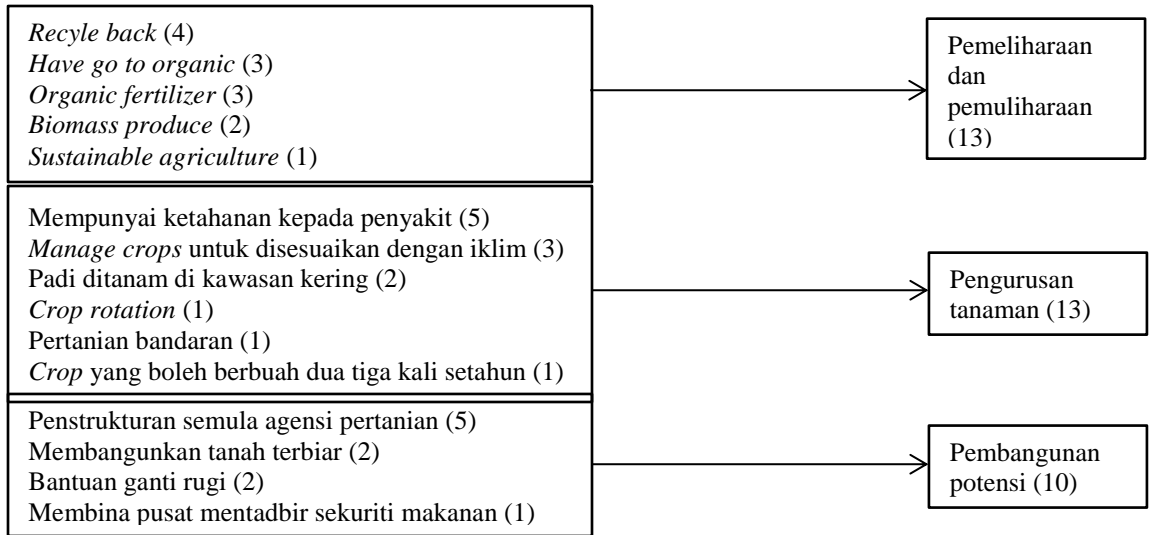 Recyle back (4)
Have go to organic (3)
Organic fertilizer (3)
Biomass produce (2)
Sustainable agriculture (1)
Pemeliharaan
dan
pemuliharaan
(13)
Mempunyai ketahanan kepada penyakit (5)
Manage crops untuk disesuaikan dengan iklim (3)
Padi ditanam di kawasan kering (2)
Crop rotation (1)
Pertanian bandaran (1)
Crop yang boleh berbuah dua tiga kali setahun (1)
Pengurusan
tanaman (13)
Penstrukturan semula agensi pertanian (5)
Membangunkan tanah terbiar (2)
Bantuan ganti rugi (2)
Membina pusat mentadbir sekuriti makanan (1)
Pembangunan
potensi (10)